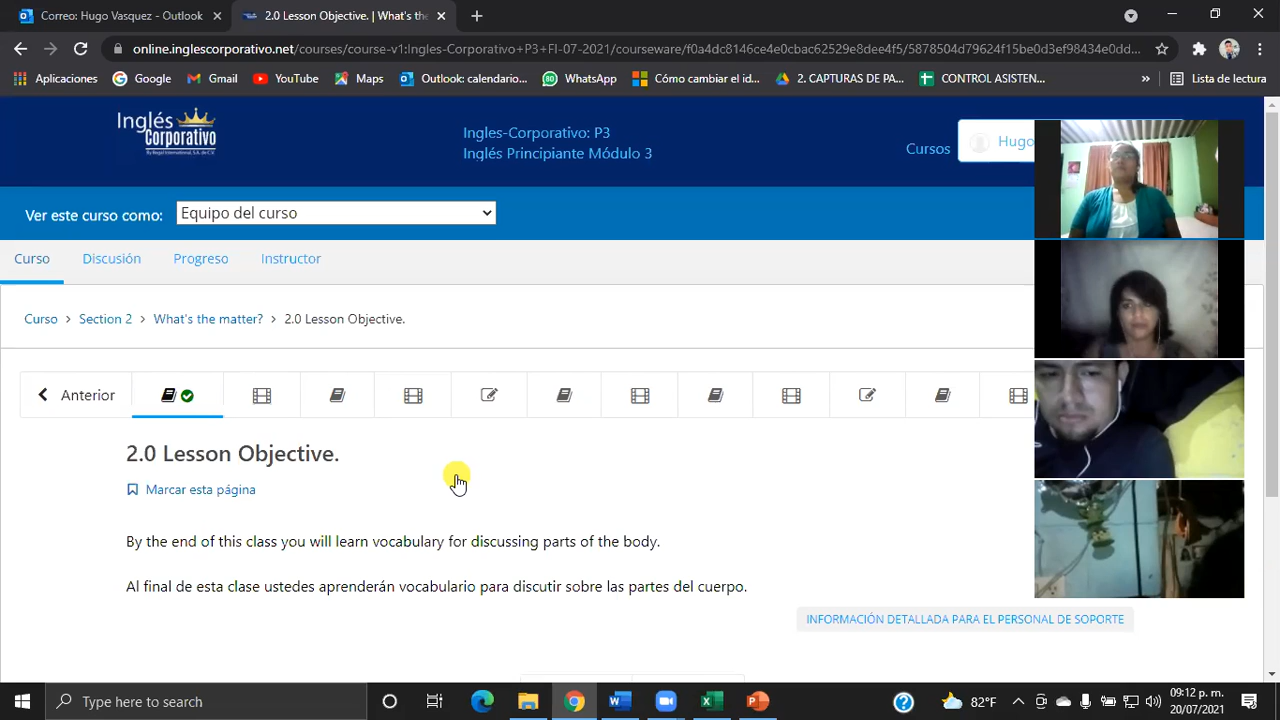 Correo: Hugo Vasquez - Outlook
2.0 Lesson Objective. | What's the
online.inglescorporativo.net/courses/course-v1:Ingles-Corporativo+P3+FI-07-2021/courseware/f0a4dc8146ce4e0cbac62529e8dee4f5/5878504d79624f15be0d3ef98434e0dd...
Aplicaciones
Google
Gmail
YouTube
Maps
Outlook: calendario...
WhatsApp
Cómo cambiar el id...
2. CAPTURAS DE PA...
CONTROL ASISTEN...
»
Lista de lectura
Inglés
Corporativo
By Regal International, S.A. de C.V.
Ingles-Corporativo: P3
Inglés Principiante Módulo 3
Cursos
Hugo
Ver este curso como:
Equipo del curso
Curso
Discusión
Progreso
Instructor
Curso > Section 2 > What's the matter? > 2.0 Lesson Objective.
Anterior
2.0 Lesson Objective.
Marcar esta página
By the end of this class you will learn vocabulary for discussing parts of the body.
Al final de esta clase ustedes aprenderán vocabulario para discutir sobre las partes del cuerpo.
INFORMACIÓN DETALLADA PARA EL PERSONAL DE SOPORTE
Type here to search
82°F
09:12 p. m.
20/07/2021